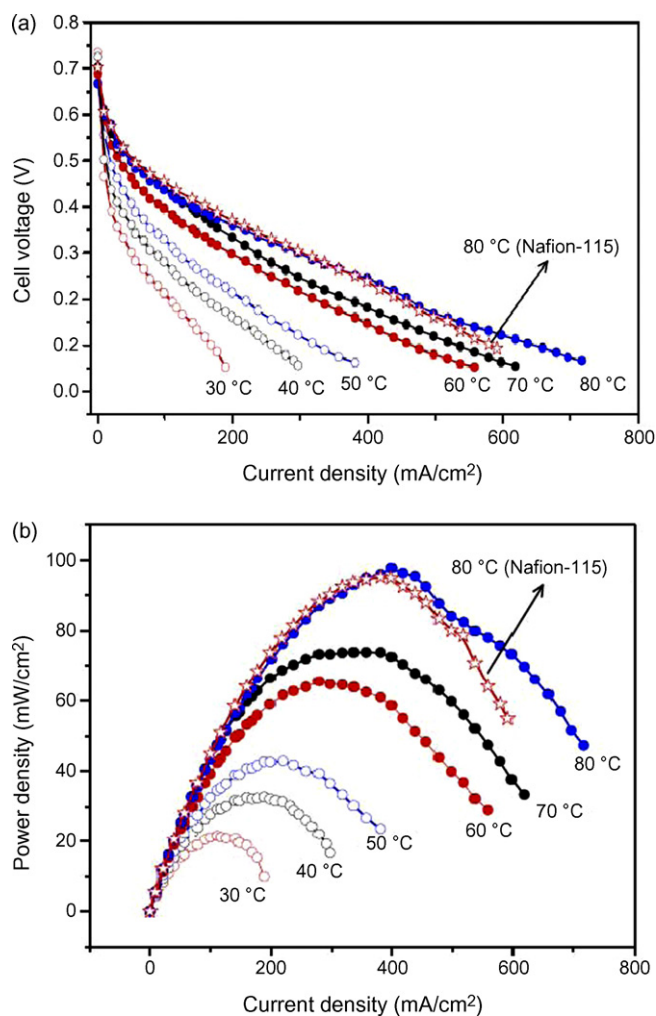 (a)
0.8
0.7
0.6
0.5
0.4
0.3
0.2
0.2
0.0
Cell voltage (V)
80 °C (Nafion-115)
30 °C
40 °C
50 °C
60 °C
70 °C
80 °C
0
200
400
600
800
Current density (mA/cm²)
(b)
100
80
60
40
20
0
Power density (mW/cm²)
80 °C (Nafion-115)
80 °C
70 °C
60 °C
50 °C
40 °C
30 °C
0
200
400
600
800
Current density (mA/cm²)